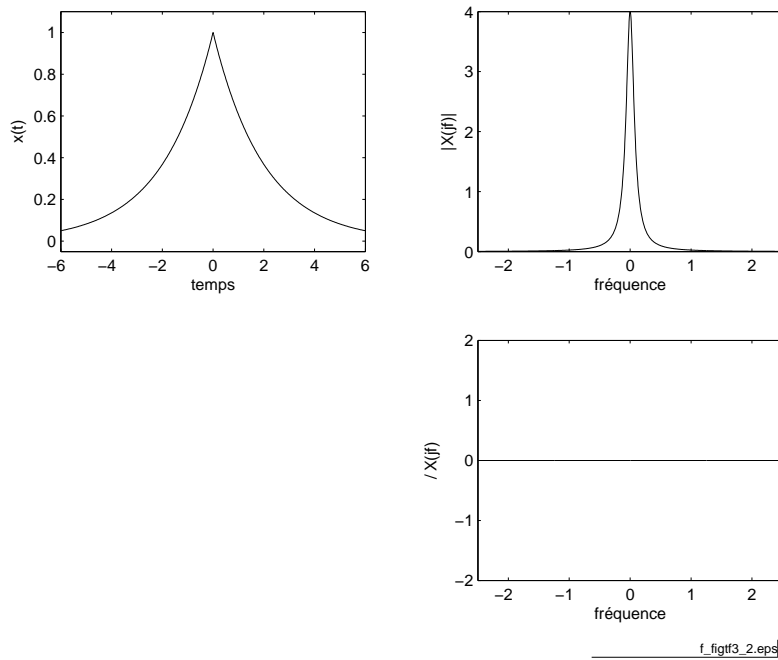 x(t)
1
0.8
0.6
0.4
0.2
0
−6 −4 −2 0 2 4 6
temps
|X(jf)|
4
3
2
1
0
−2 −1 0 1 2
fréquence
/ X(jf)
2
1
0
−1
−2
−2 −1 0 1 2
fréquence
f_figtf3_2.eps